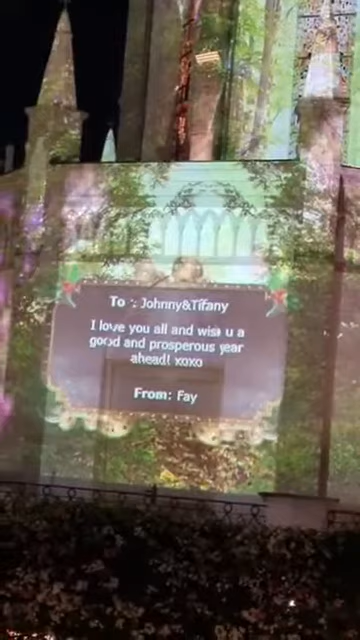 To : Johnny&Tifany
I love you all and wish u a
good and prosperous year
ahead! xoxo
From: Fay